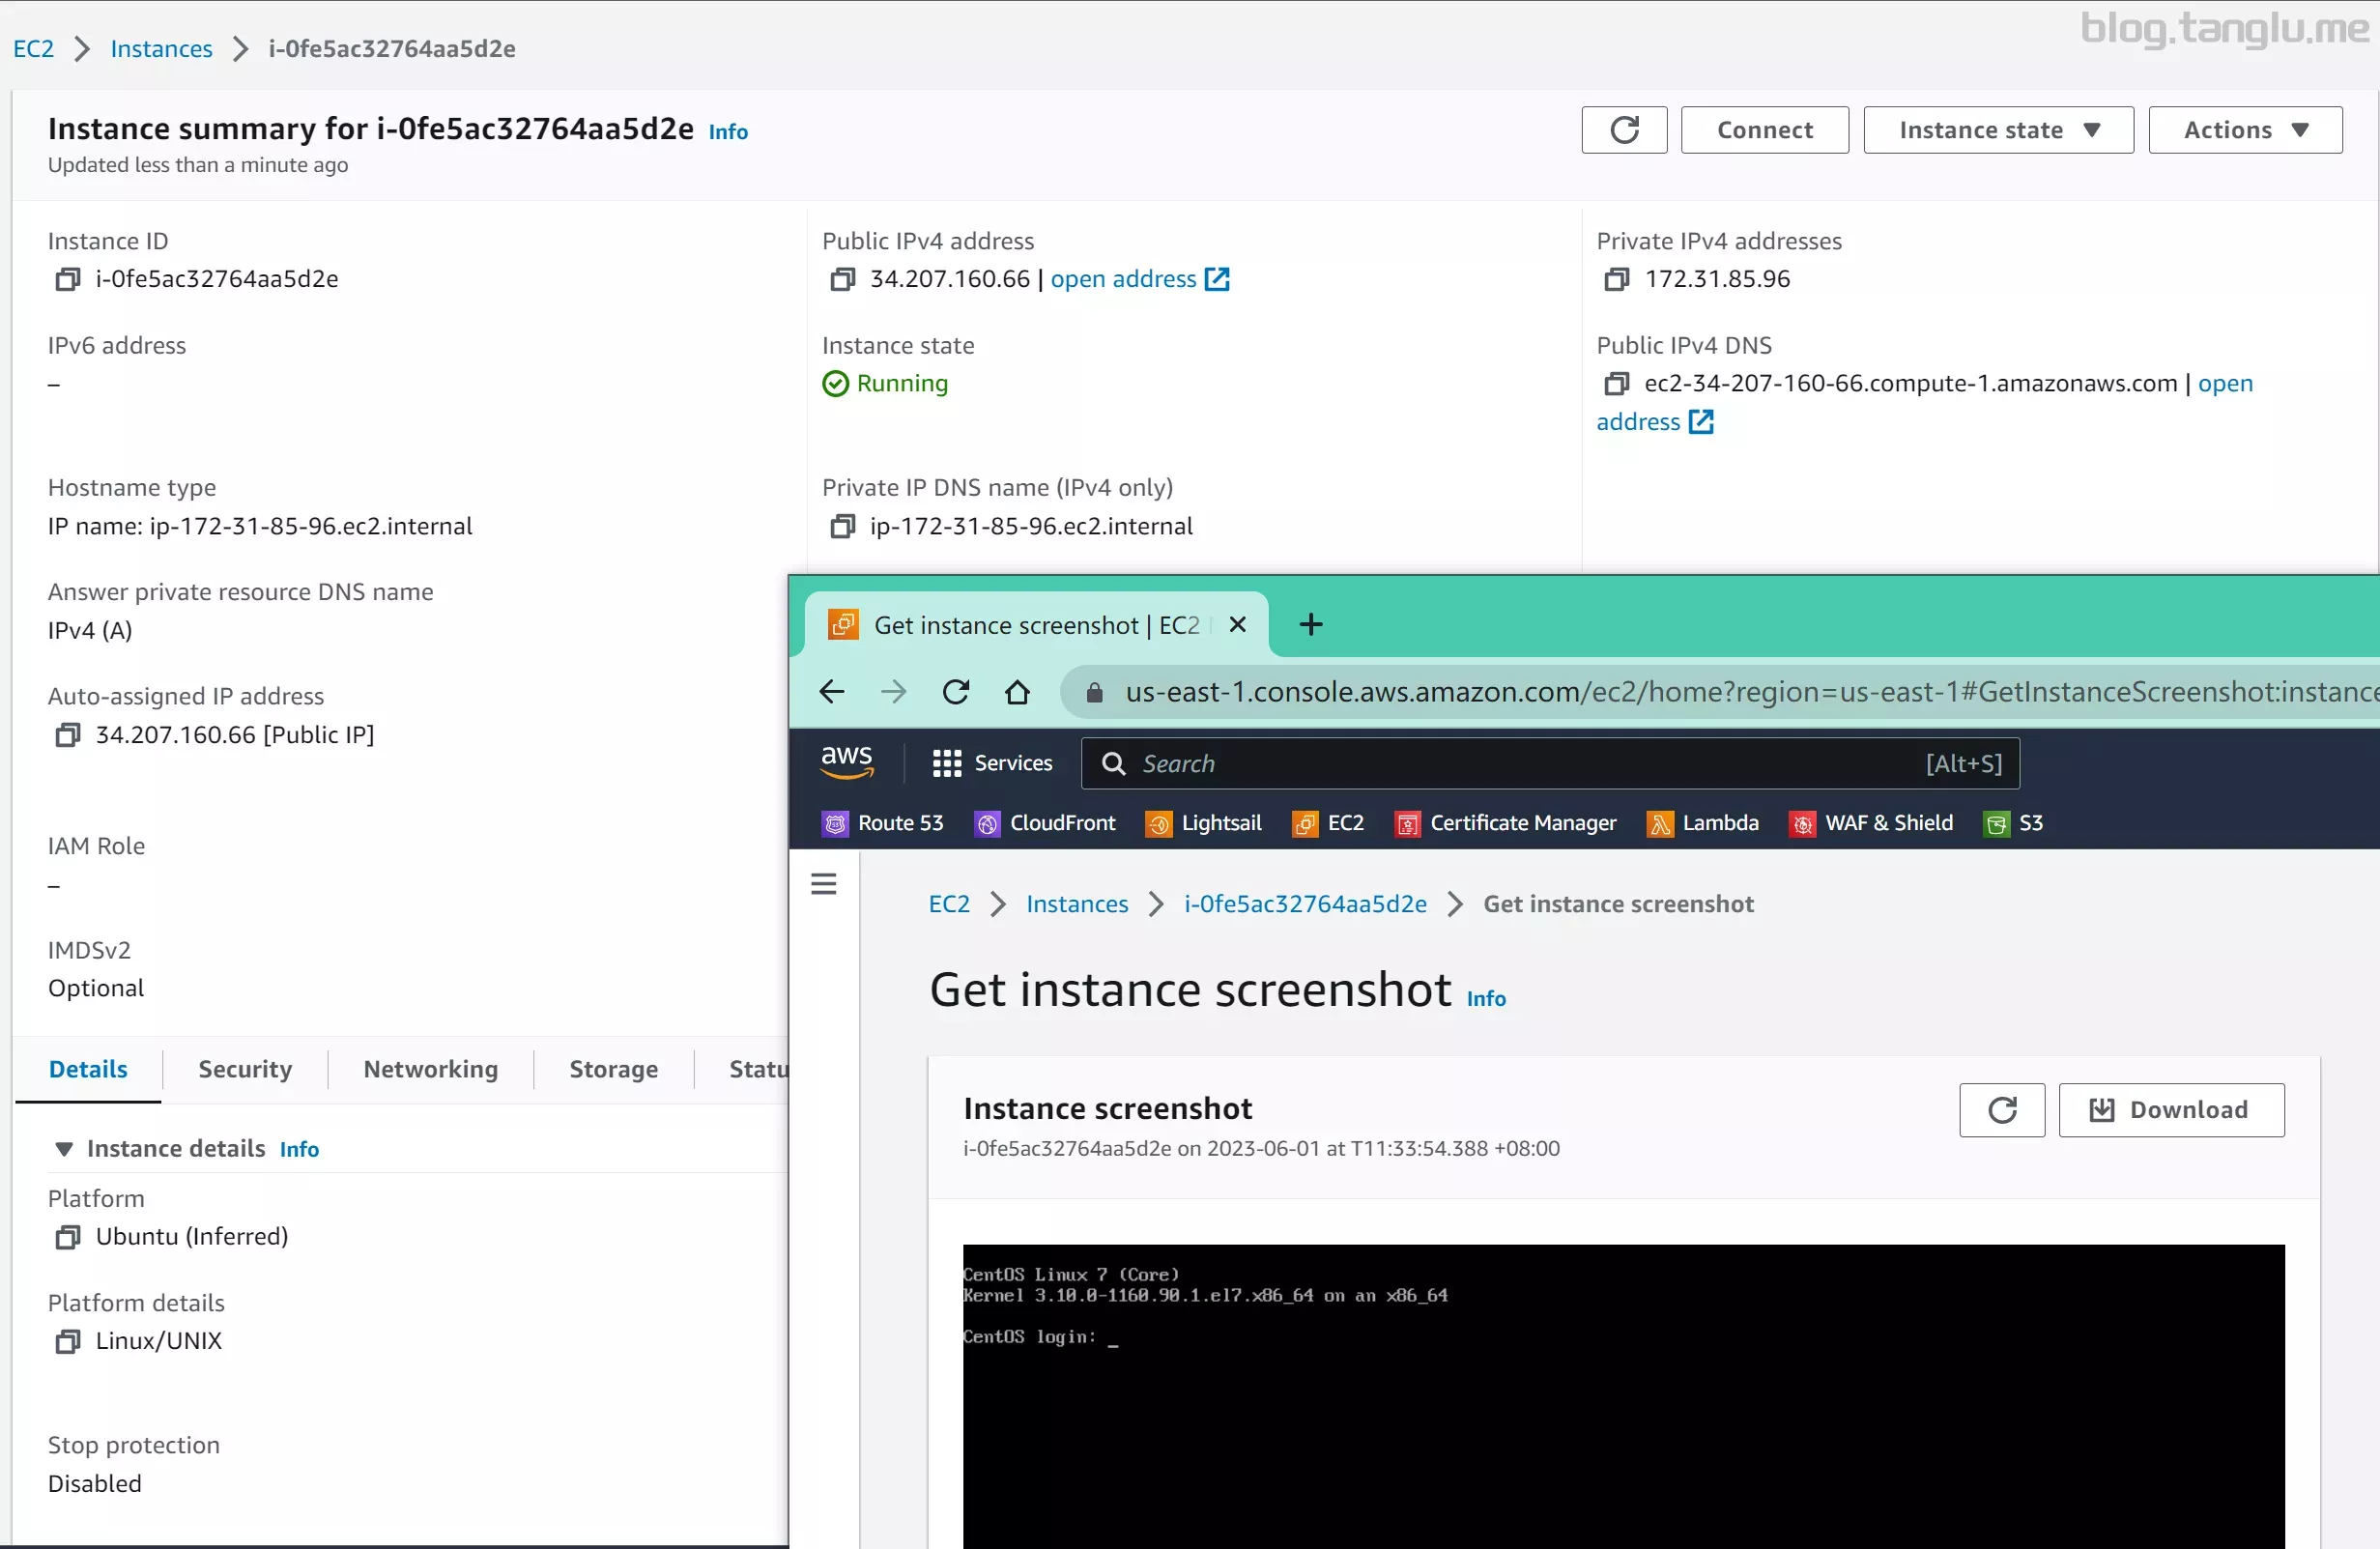 blog.tanglu.me
EC2 Instances i-0fe5ac32764aa5d2e
Instance summary for i-0fe5ac32764aa5d2e Info
Updated less than a minute ago
Connect
Instance state
Actions
Instance ID
i-0fe5ac32764aa5d2e
Public IPv4 address
34.207.160.66 | open address
Private IPv4 addresses
172.31.85.96
IPv6 address
–
Instance state
Running
Public IPv4 DNS
ec2-34-207-160-66.compute-1.amazonaws.com | open
address
Hostname type
IP name: ip-172-31-85-96.ec2.internal
Private IP DNS name (IPv4 only)
ip-172-31-85-96.ec2.internal
Answer private resource DNS name
IPv4 (A)
Auto-assigned IP address
34.207.160.66 [Public IP]
IAM Role
–
IMDSv2
Optional
Details Security Networking Storage Statu
Instance details Info
Platform
Ubuntu (Inferred)
Platform details
Linux/UNIX
Stop protection
Disabled
Get instance screenshot | EC2
us-east-1.console.aws.amazon.com/ec2/home?region=us-east-1#GetInstanceScreenshot:instance
aws Services Search [Alt+S]
Route 53 CloudFront Lightsail EC2 Certificate Manager Lambda WAF & Shield S3
EC2 Instances i-0fe5ac32764aa5d2e Get instance screenshot
Get instance screenshot Info
Instance screenshot
i-0fe5ac32764aa5d2e on 2023-06-01 at T11:33:54.388 +08:00
Download
CentOS Linux 7 (Core)
Kernel 3.10.0-1160.90.1.el7.x86_64 on an x86_64
CentOS login: _